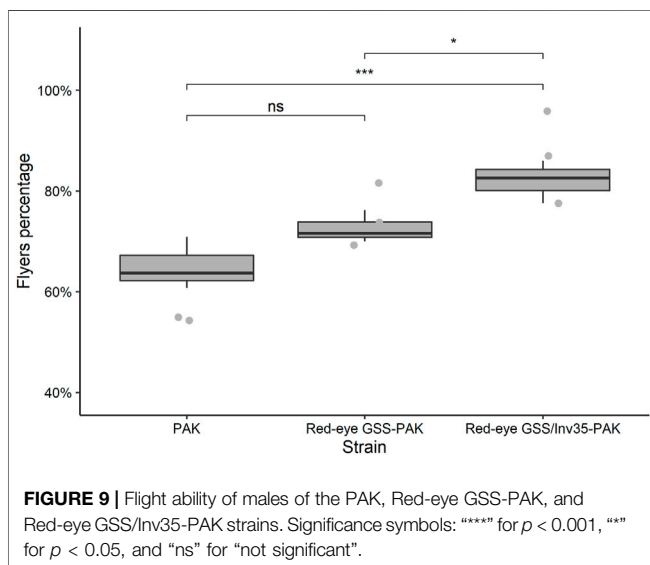 *
***
ns
100%
80%
60%
40%
Flyers percentage
PAK
Red-eye GSS-PAK
Red-eye GSS/Inv35-PAK
Strain
FIGURE 9 | Flight ability of males of the PAK, Red-eye GSS-PAK, and
Red-eye GSS/Inv35-PAK strains. Significance symbols: “***” for p < 0.001, “*”
for p < 0.05, and “ns” for “not significant”.